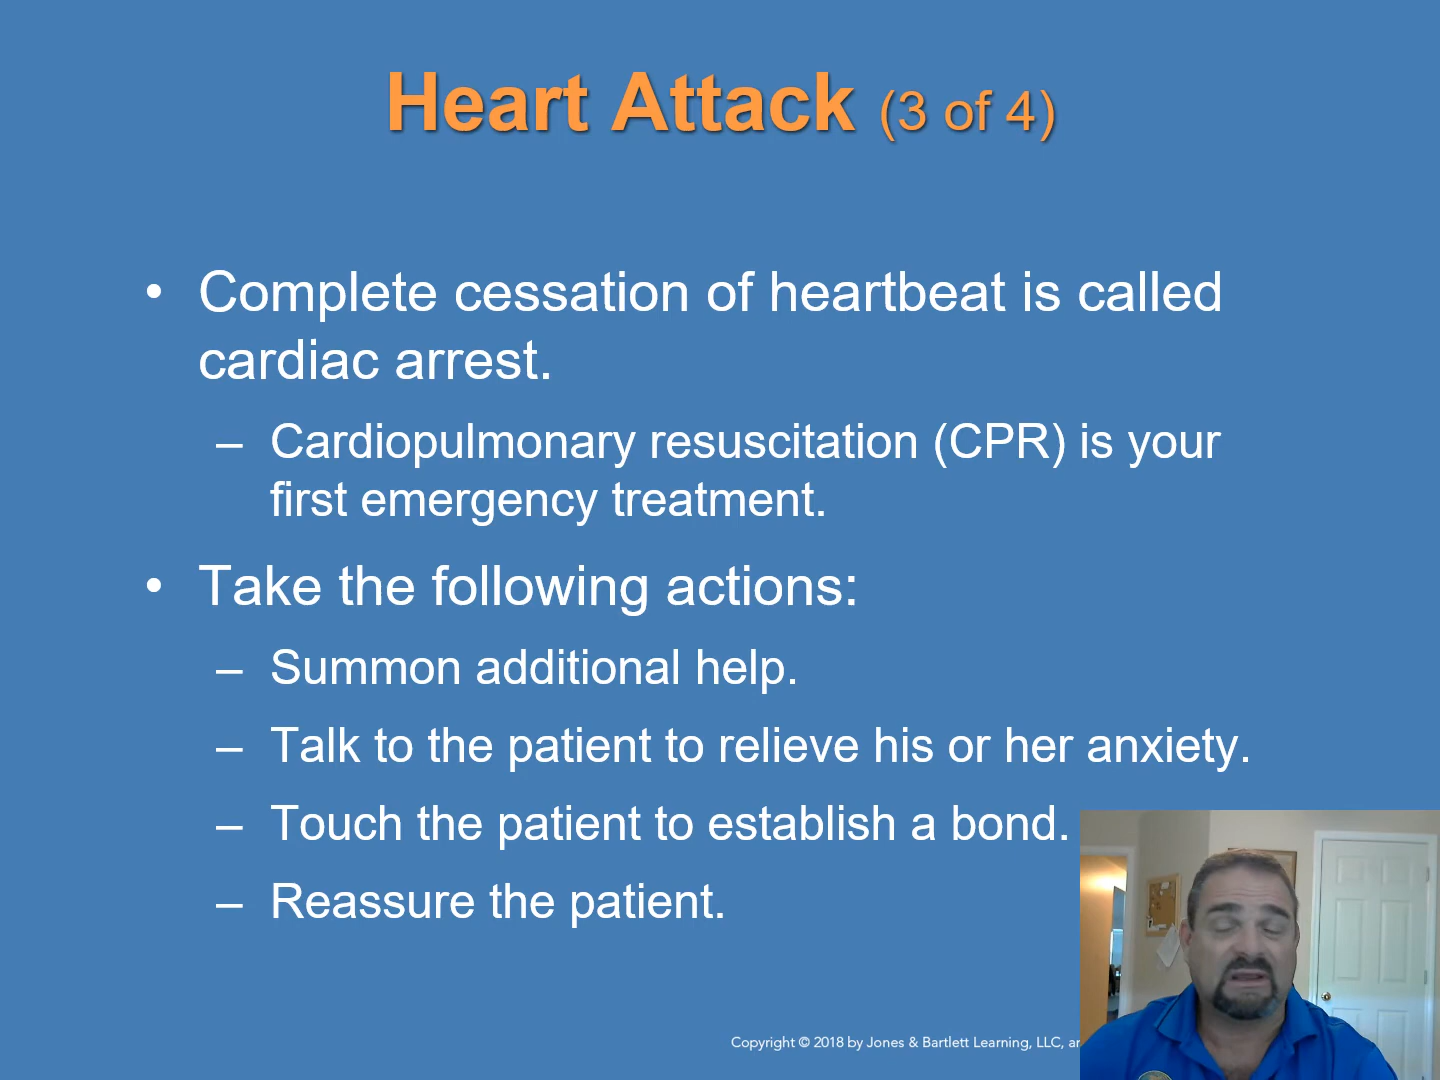 Heart Attack (3 of 4)
• Complete cessation of heartbeat is called
cardiac arrest.
– Cardiopulmonary resuscitation (CPR) is your
first emergency treatment.
• Take the following actions:
– Summon additional help.
– Talk to the patient to relieve his or her anxiety.
– Touch the patient to establish a bond.
– Reassure the patient.
Copyright © 2018 by Jones & Bartlett Learning, LLC,